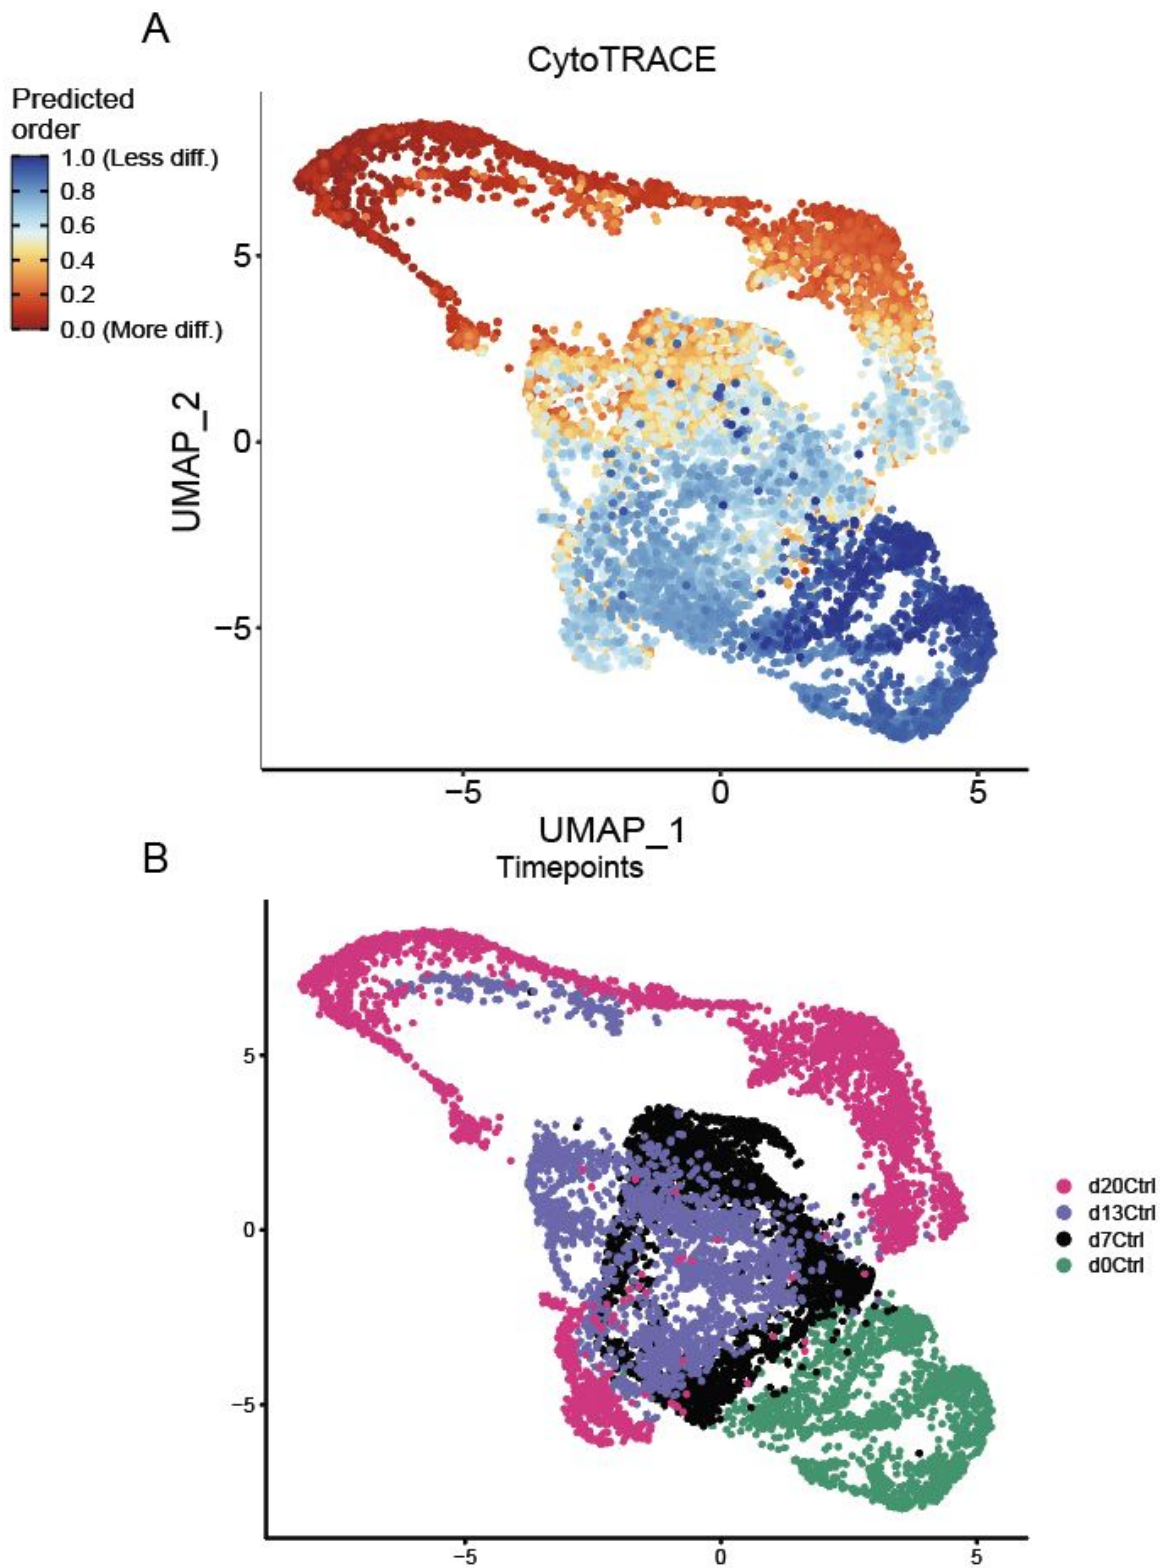 A
CytoTRACE
Predicted
order
1.0 (Less diff.)
0.8
0.6
0.4
0.2
0.0 (More diff.)
UMAP_2
5
0
−5
−5 0 5
UMAP_1
B
Timepoints
5
0
−5
−5 0 5
d20Ctrl
d13Ctrl
d7Ctrl
d0Ctrl